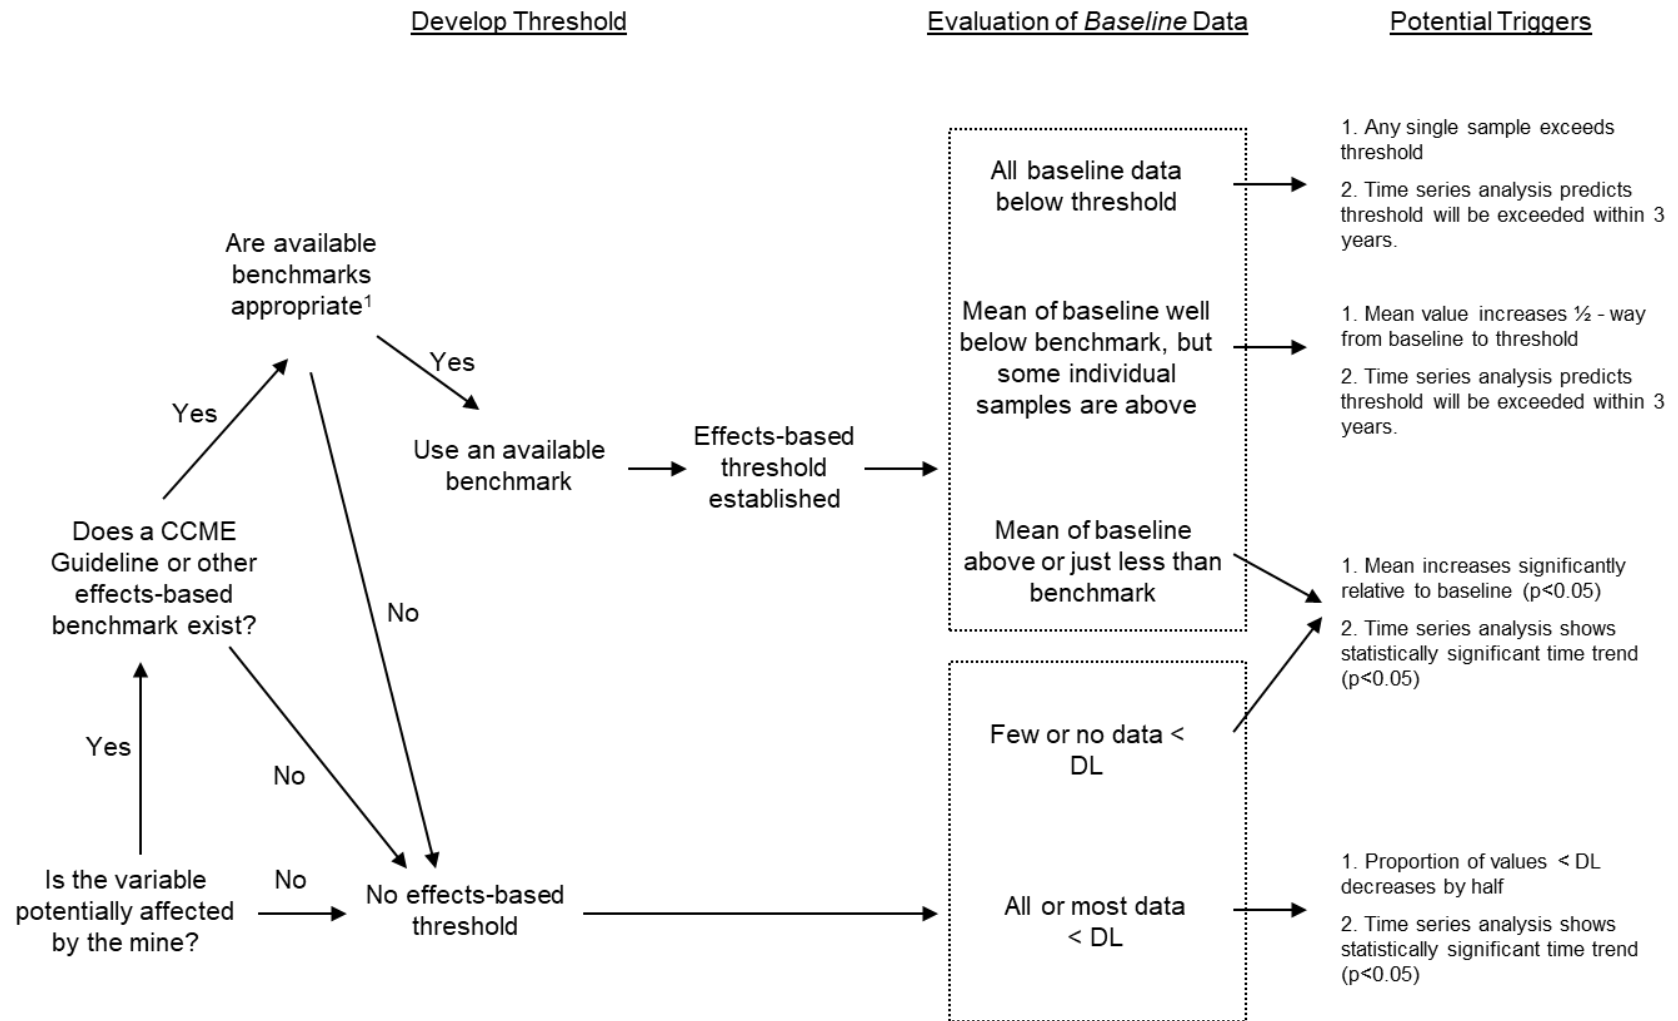 Develop Threshold
Evaluation of Baseline Data
Potential Triggers
Are available
benchmarks
appropriate¹
Yes
Yes
No
Use an available
benchmark
Effects-based
threshold
established
Does a CCME
Guideline or other
effects-based
benchmark exist?
Yes
No
Is the variable
potentially affected
by the mine?
No
No effects-based
threshold
All baseline data
below threshold
Mean of baseline well
below benchmark, but
some individual
samples are above
Mean of baseline
above or just less than
benchmark
Few or no data <
DL
All or most data
< DL
1. Any single sample exceeds
threshold
2. Time series analysis predicts
threshold will be exceeded within 3
years.
1. Mean value increases ½ - way
from baseline to threshold
2. Time series analysis predicts
threshold will be exceeded within 3
years.
1. Mean increases significantly
relative to baseline (p<0.05)
2. Time series analysis shows
statistically significant time trend
(p<0.05)
1. Proportion of values < DL
decreases by half
2. Time series analysis shows
statistically significant time trend
(p<0.05)